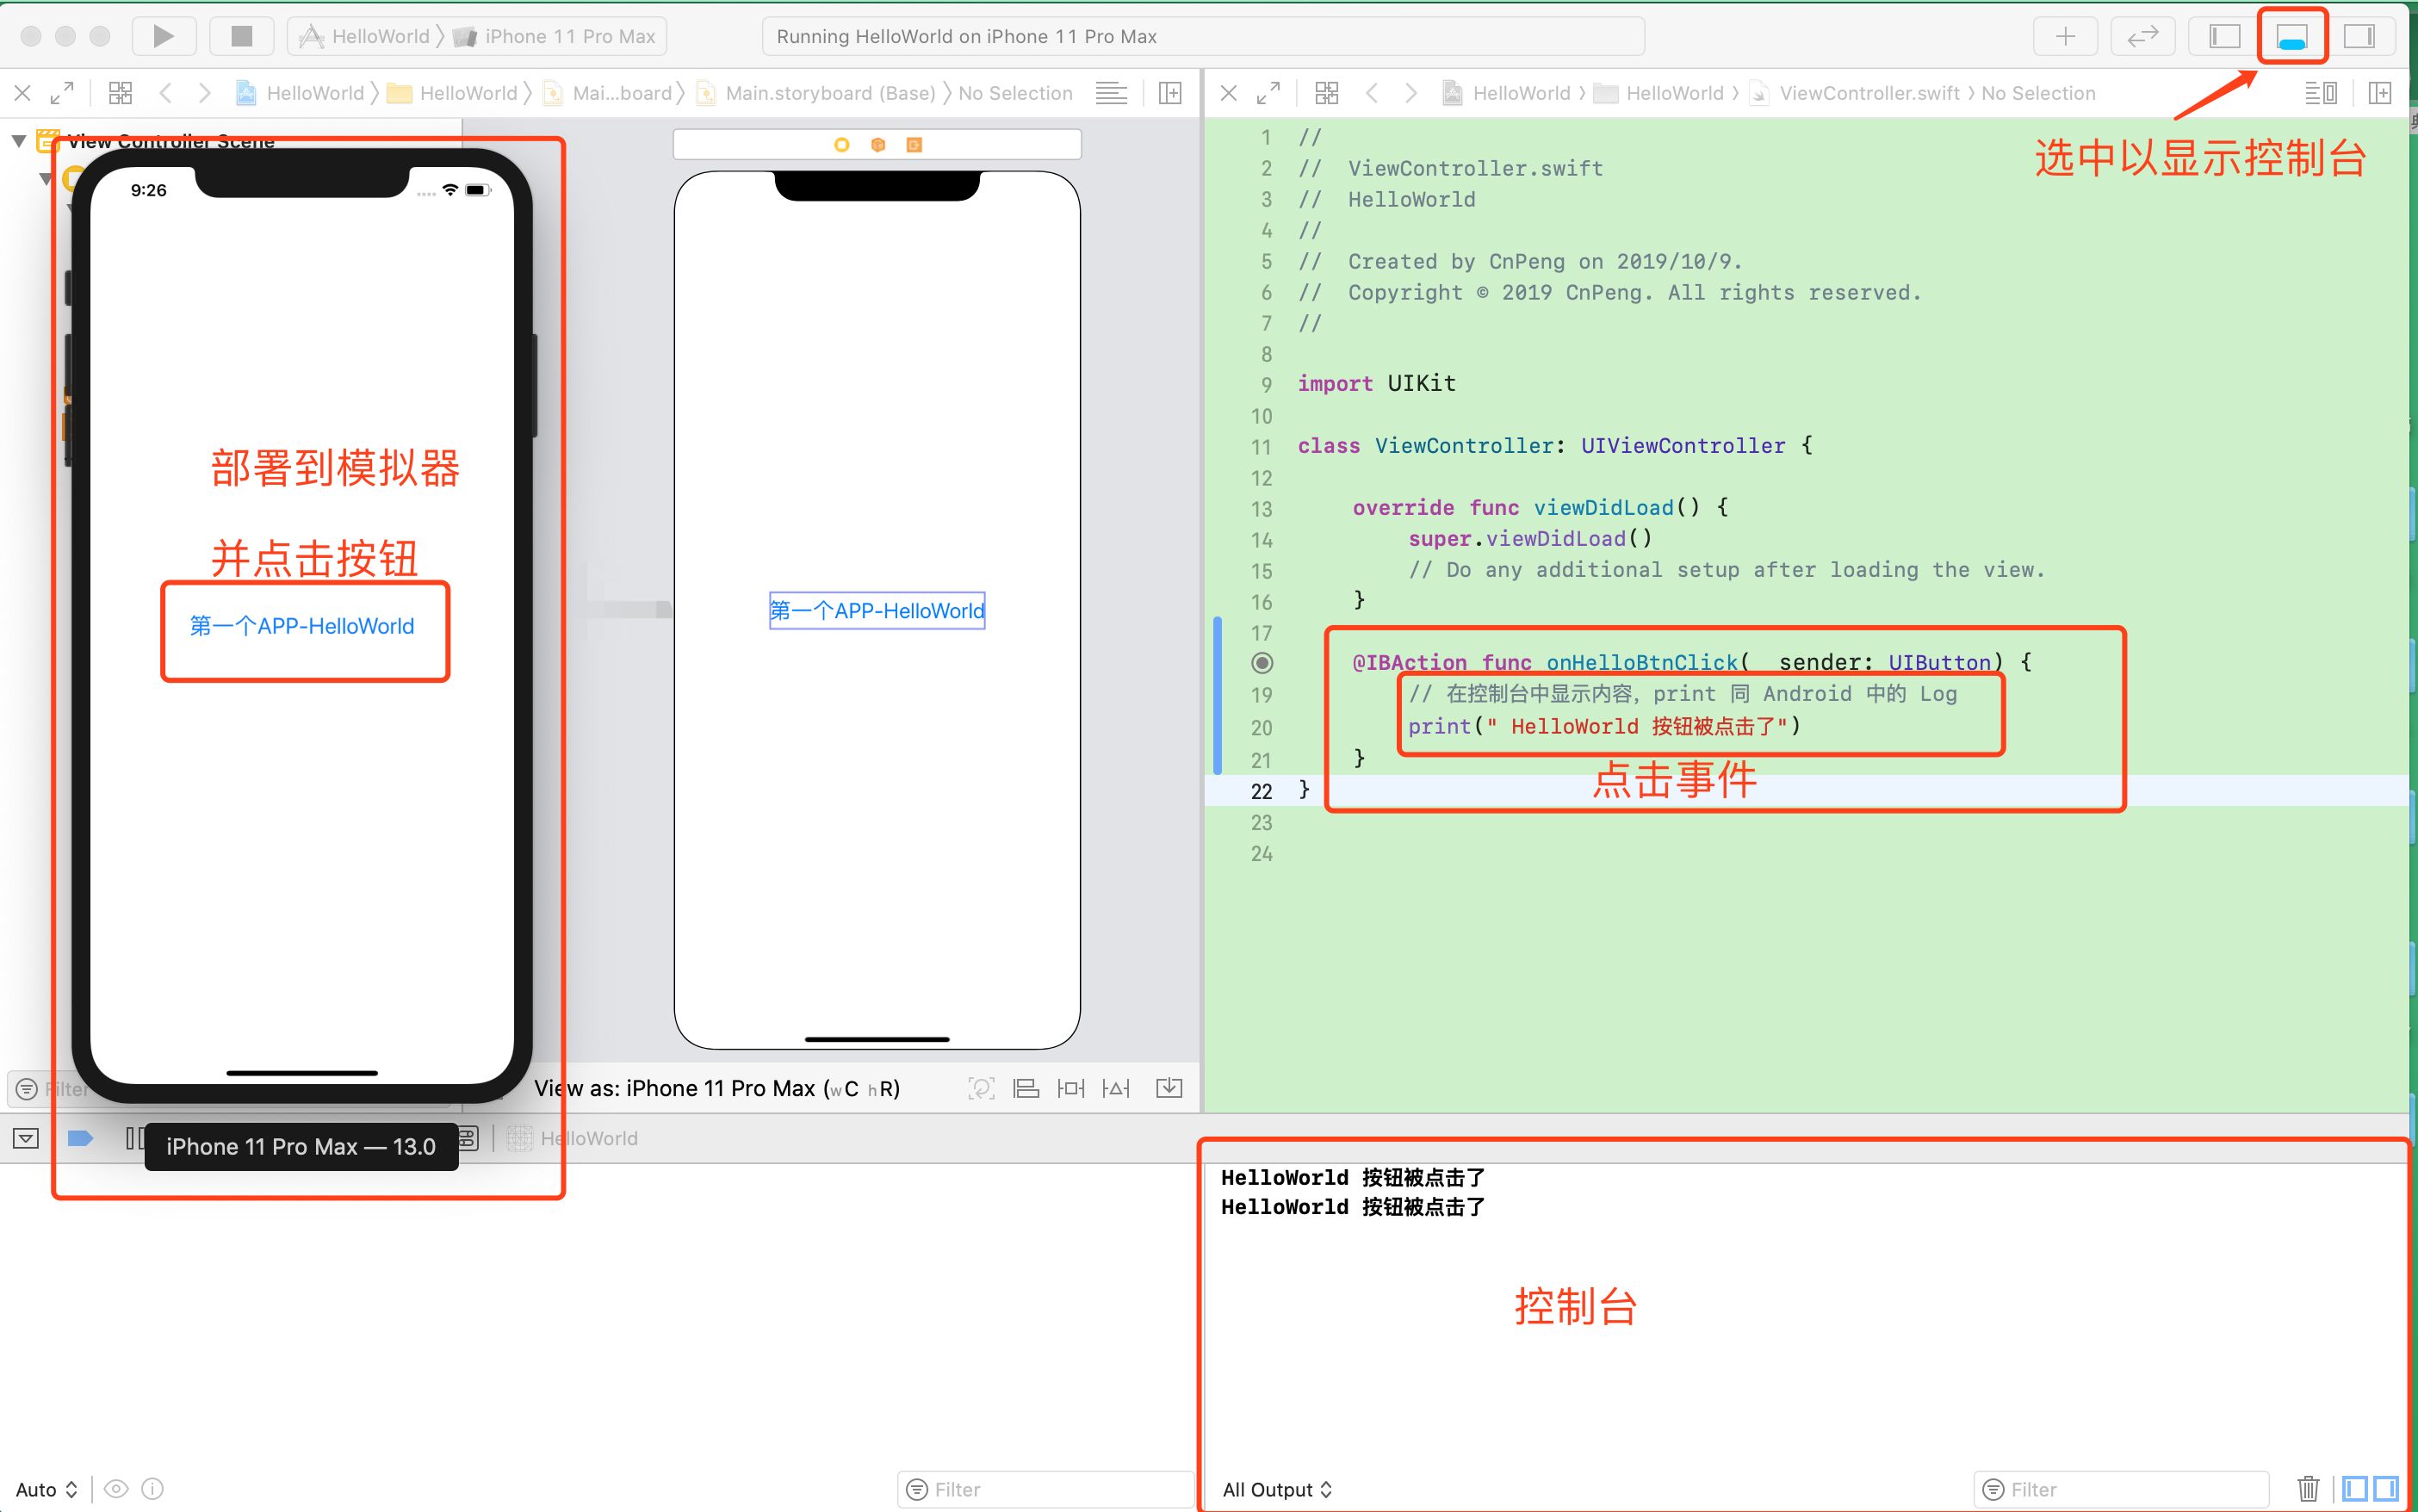 HelloWorld 〉 iPhone 11 Pro Max
Running HelloWorld on iPhone 11 Pro Max
HelloWorld 〉 HelloWorld 〉 Mai...board 〉 Main.storyboard (Base) 〉 No Selection
HelloWorld 〉 HelloWorld 〉 ViewController.swift 〉 No Selection
选中以显示控制台
View Controller Scene
9:26
部署到模拟器
并点击按钮
第一个APP-HelloWorld
第一个APP-HelloWorld
1 //
2 //  ViewController.swift
3 //  HelloWorld
4 //
5 //  Created by CnPeng on 2019/10/9.
6 //  Copyright © 2019 CnPeng. All rights reserved.
7 //
8
9 import UIKit
10
11 class ViewController: UIViewController {
12
13     override func viewDidLoad() {
14         super.viewDidLoad()
15         // Do any additional setup after loading the view.
16     }
17
@IBAction func onHelloBtnClick(  sender: UIButton) {
19         // 在控制台中显示内容, print 同 Android 中的 Log
20         print(" HelloWorld 按钮被点击了")
21     }
点击事件
22 }
23
24
Filter
View as: iPhone 11 Pro Max (wC hR)
iPhone 11 Pro Max — 13.0
HelloWorld
HelloWorld 按钮被点击了
HelloWorld 按钮被点击了
控制台
Auto
Filter
All Output
Filter